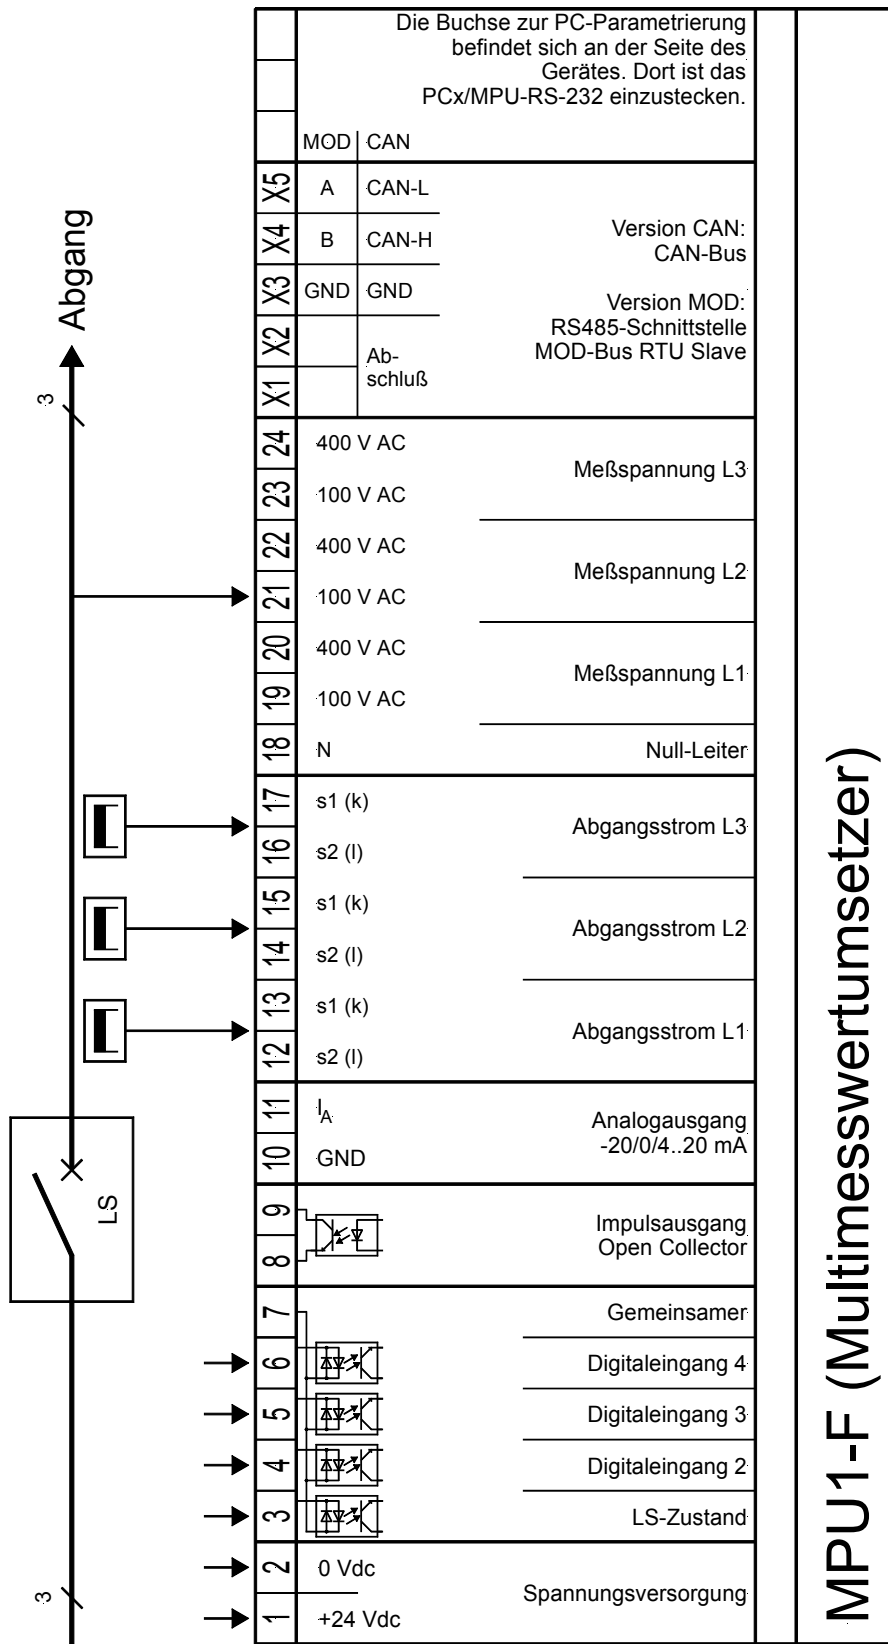 Die Buchse zur PC-Parametrierung
befindet sich an der Seite des
Gerätes. Dort ist das
PCx/MPU-RS-232 einzustecken.
MOD CAN
X5 A CAN-L
X4 B CAN-H
Version CAN:
CAN-Bus
X3 GND GND
Version MOD:
RS485-Schnittstelle
MOD-Bus RTU Slave
X2
X1
Ab-
schluß
24 400 V AC
Meßspannung L3
23 100 V AC
22 400 V AC
Meßspannung L2
21 100 V AC
20 400 V AC
Meßspannung L1
19 100 V AC
18 N Null-Leiter
17 s1 (k)
Abgangsstrom L3
16 s2 (l)
15 s1 (k)
Abgangsstrom L2
14 s2 (l)
13 s1 (k)
Abgangsstrom L1
12 s2 (l)
11 IA
Analogausgang
-20/0/4..20 mA
10 GND
9
Impulsausgang
Open Collector
8
7 Gemeinsamer
6 Digitaleingang 4
5 Digitaleingang 3
4 Digitaleingang 2
3 LS-Zustand
2 0 Vdc
Spannungsversorgung
1 +24 Vdc
Abgang
3
LS
3
MPU1-F (Multimesswertumsetzer)